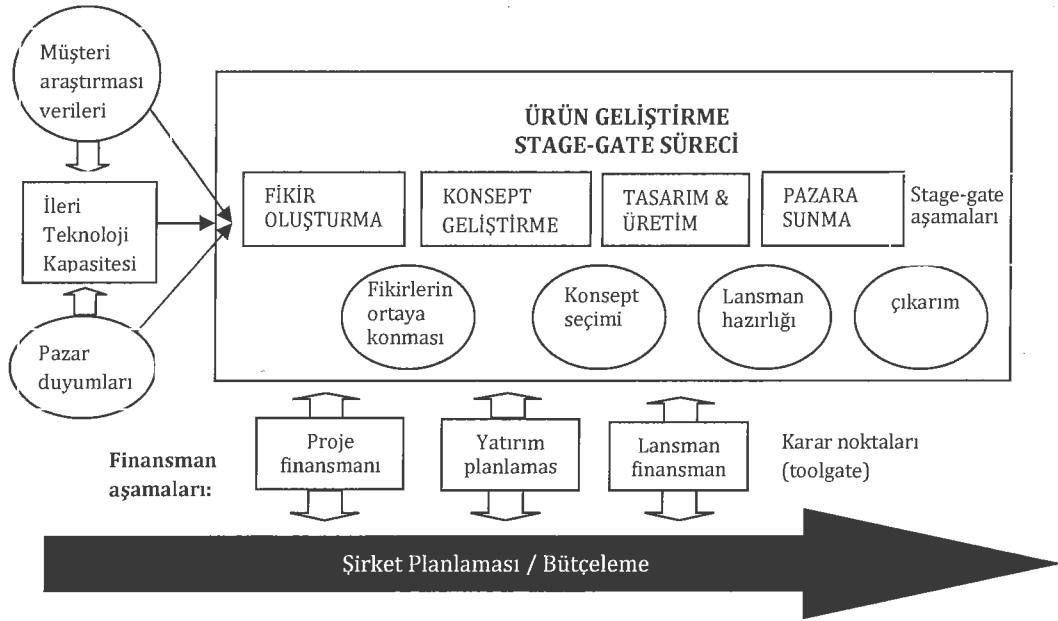 Müşteri
araştırması
verileri
ÜRÜN GELİŞTİRME
STAGE-GATE SÜRECİ
İleri
Teknoloji
Kapasitesi
FİKİR
OLUŞTURMA
KONSEPT
GELİŞTİRME
TASARIM &
ÜRETİM
PAZARA
SUNMA
Stage-gate
aşamaları
Fikirlerin
ortaya
konması
Konsept
seçimi
Lansman
hazırlığı
çıkarım
Pazar
duyumları
Finansman
aşamaları:
Proje
finansmanı
Yatırım
planlamas
Lansman
finansman
Karar noktaları
(toolgate)
Şirket Planlaması / Bütçeleme